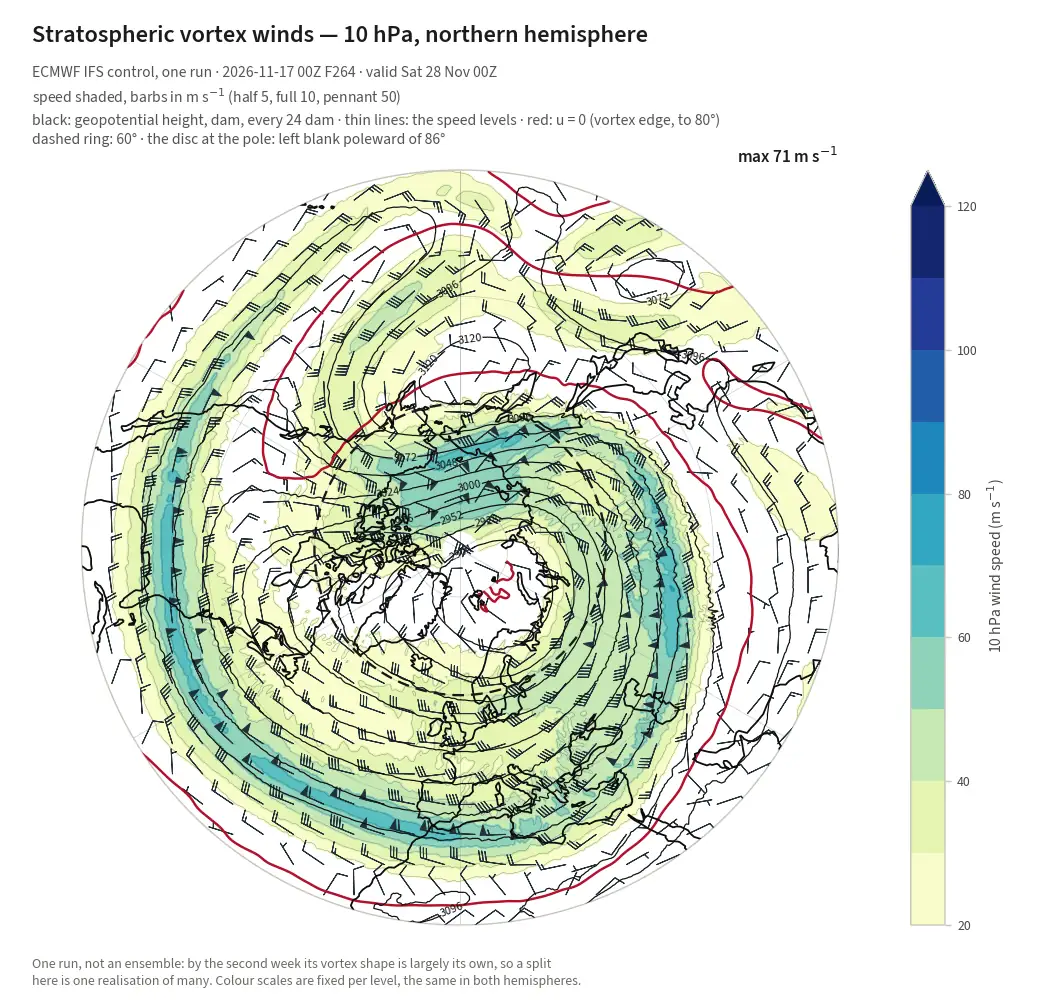 Stratospheric vortex winds — 10 hPa, northern hemisphere
ECMWF IFS control, one run · 2026-11-17 00Z F264 · valid Sat 28 Nov 00Z
speed shaded, barbs in m s⁻¹ (half 5, full 10, pennant 50)
black: geopotential height, dam, every 24 dam · thin lines: the speed levels · red: u = 0 (vortex edge, to 80°)
dashed ring: 60° · the disc at the pole: left blank poleward of 86°
max 71 m s⁻¹
120
100
80
60
40
20
10 hPa wind speed (m s⁻¹)
3096
3072
3120
3120
3096
3072
3048
3000
2952
3096
One run, not an ensemble: by the second week its vortex shape is largely its own, so a split
here is one realisation of many. Colour scales are fixed per level, the same in both hemispheres.